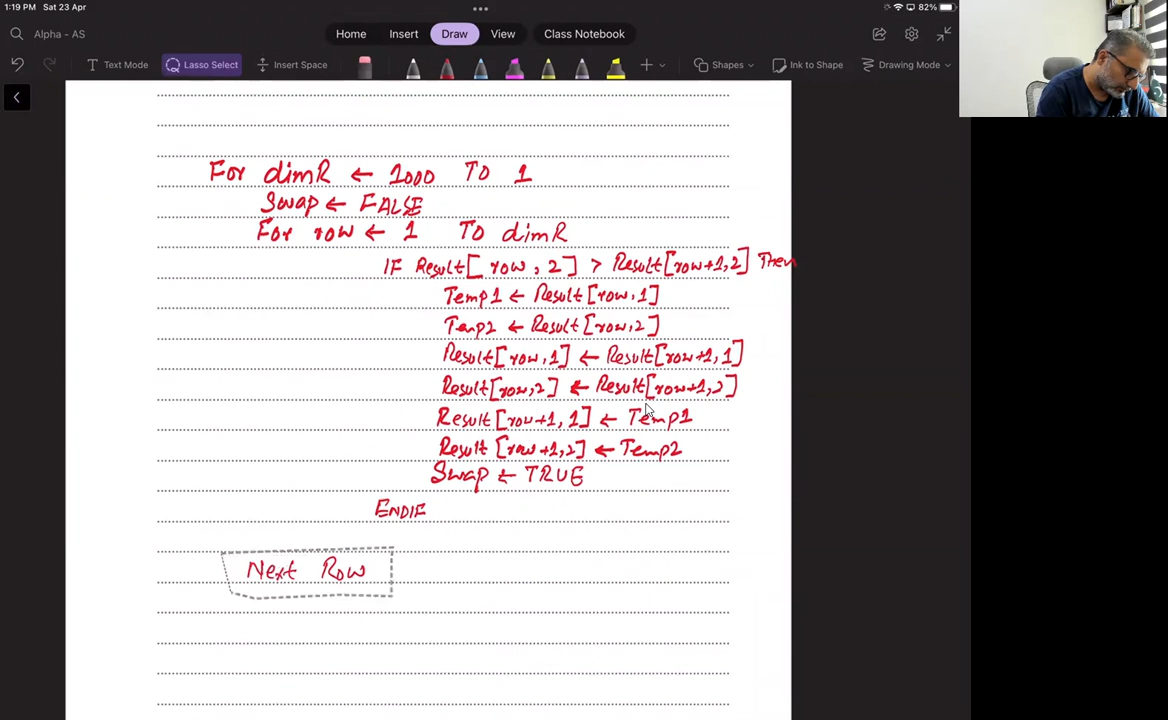 1:19 PM Sat 23 Apr
82%
Alpha - AS
Home Insert Draw View Class Notebook
Text Mode Lasso Select Insert Space Shapes Ink to Shape Drawing Mode
For dimR ← 1000 TO 1
Swap ← FALSE
For row ← 1 TO dimR
IF Result[row, 2] > Result[row+1,2] Then
Temp1 ← Result[row,1]
Temp2 ← Result[row,2]
Result[row,1] ← Result[row+1,1]
Result[row,2] ← Result[row+1,2]
Result[row+1,1] ← Temp1
Result[row+1,2] ← Temp2
Swap ← TRUE
ENDIF
Next Row